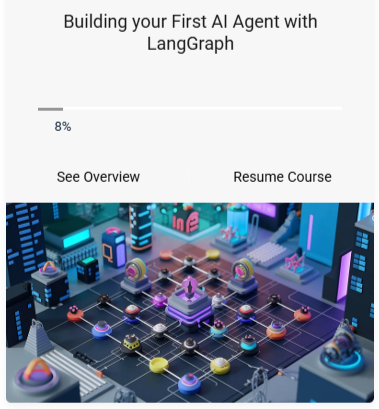 Building your First AI Agent with
LangGraph
8%
See Overview
Resume Course